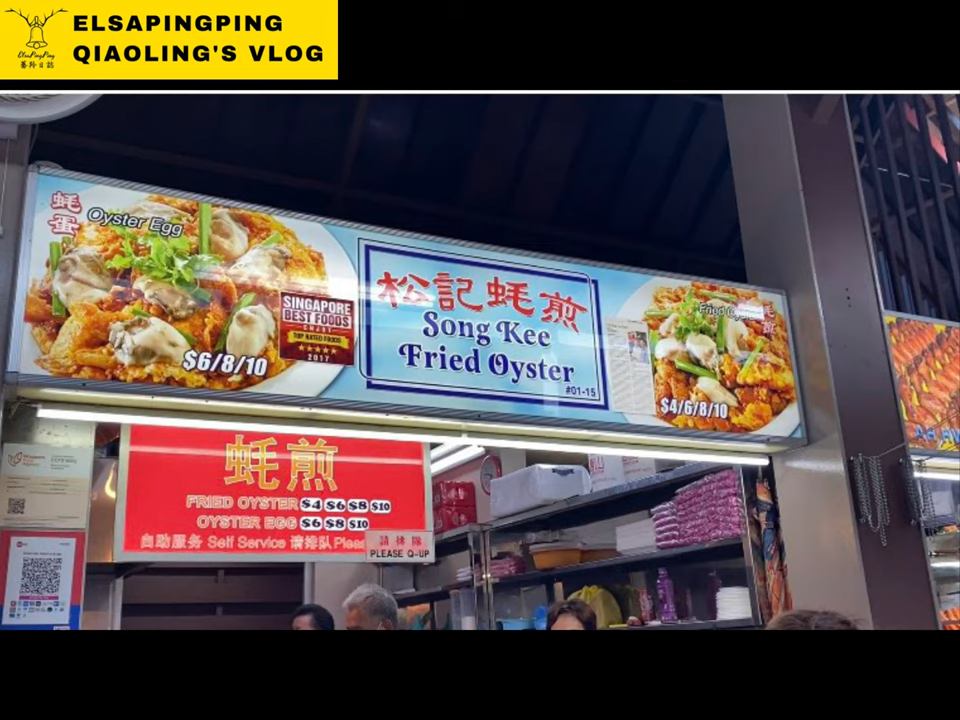 ELSAPINGPING
QIAOLING'S VLOG
ElsaPingPing
蚝蛋
Oyster Egg
$6/8/10
SINGAPORE
BEST FOODS
TOP RATED FOODS
2017
松記蚝煎
Song Kee
Fried Oyster
#01-15
蚝煎
$4/6/8/10
蚝煎
FRIED OYSTER $4 $6 $8 $10
OYSTER EGG $6 $8 $10
自助服务 Self Service 请排队
請排隊
PLEASE Q-UP